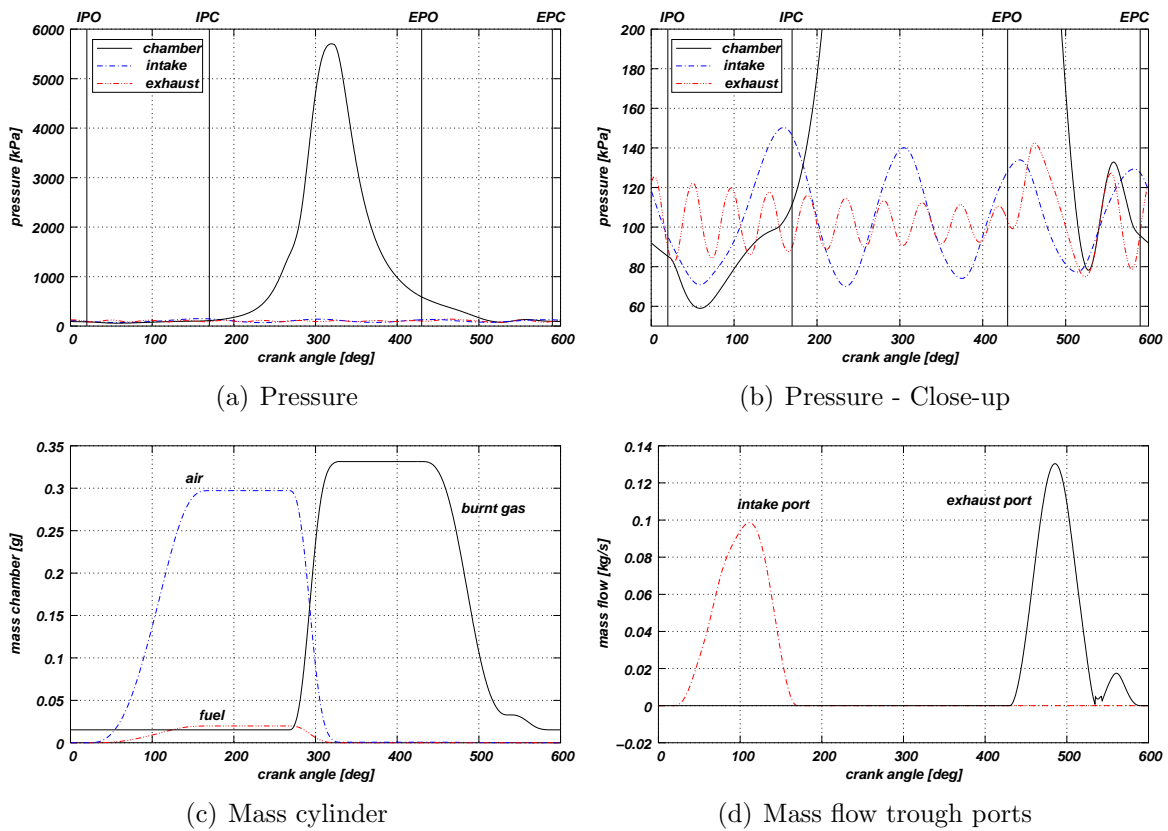 IPO IPC EPO EPC
6000
5000
4000
3000
2000
1000
0
pressure [kPa]
chamber
intake
exhaust
0 100 200 300 400 500 600
crank angle [deg]
(a) Pressure
IPO IPC EPO EPC
200
180
160
140
120
100
80
60
pressure [kPa]
chamber
intake
exhaust
0 100 200 300 400 500 600
crank angle [deg]
(b) Pressure - Close-up
0.35
0.3
0.25
0.2
0.15
0.1
0.05
0
mass chamber [g]
air
burnt gas
fuel
0 100 200 300 400 500 600
crank angle [deg]
(c) Mass cylinder
0.14
0.12
0.1
0.08
0.06
0.04
0.02
0
−0.02
mass flow [kg/s]
intake port
exhaust port
0 100 200 300 400 500 600
crank angle [deg]
(d) Mass flow trough ports